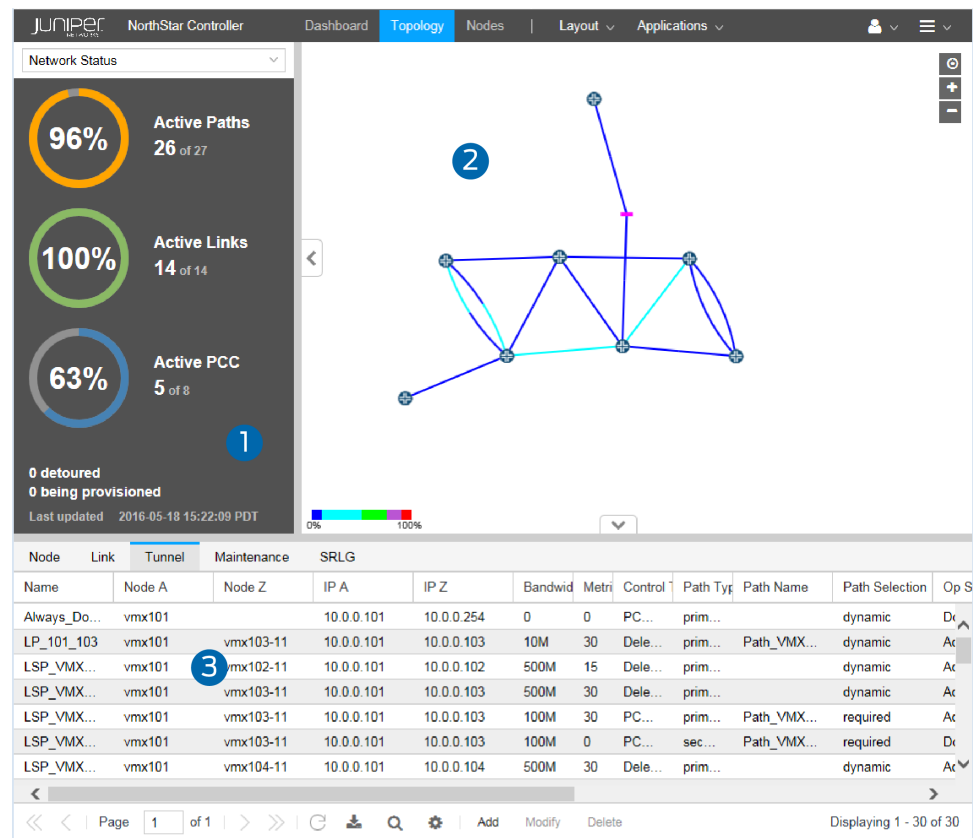 JUNIPEr NETWORKS NorthStar Controller Dashboard Topology Nodes | Layout Applications
Network Status
96% Active Paths
26 of 27
100% Active Links
14 of 14
63% Active PCC
5 of 8
1
2
0 detoured
0 being provisioned
Last updated 2016-05-18 15:22:09 PDT
0% 100%
Node Link Tunnel Maintenance SRLG
Name Node A Node Z IP A IP Z Bandwid Metri Control T Path Typ Path Name Path Selection Op S
Always_Do... vmx101 10.0.0.101 10.0.0.254 0 0 PC... prim... dynamic Do
LP_101_103 vmx101 vmx103-11 10.0.0.101 10.0.0.103 10M 30 Dele... prim... Path_VMX... dynamic Ac
LSP_VMX... vmx101 3 vmx102-11 10.0.0.101 10.0.0.102 500M 15 Dele... prim... dynamic Ac
LSP_VMX... vmx101 vmx103-11 10.0.0.101 10.0.0.103 500M 30 Dele... prim... dynamic Ac
LSP_VMX... vmx101 vmx103-11 10.0.0.101 10.0.0.103 100M 30 PC... prim... Path_VMX... required Ac
LSP_VMX... vmx101 vmx103-11 10.0.0.101 10.0.0.103 100M 0 PC... sec... Path_VMX... required Do
LSP_VMX... vmx101 vmx104-11 10.0.0.101 10.0.0.104 500M 30 Dele... prim... dynamic Ac
Page 1 of 1 Add Modify Delete Displaying 1 - 30 of 30